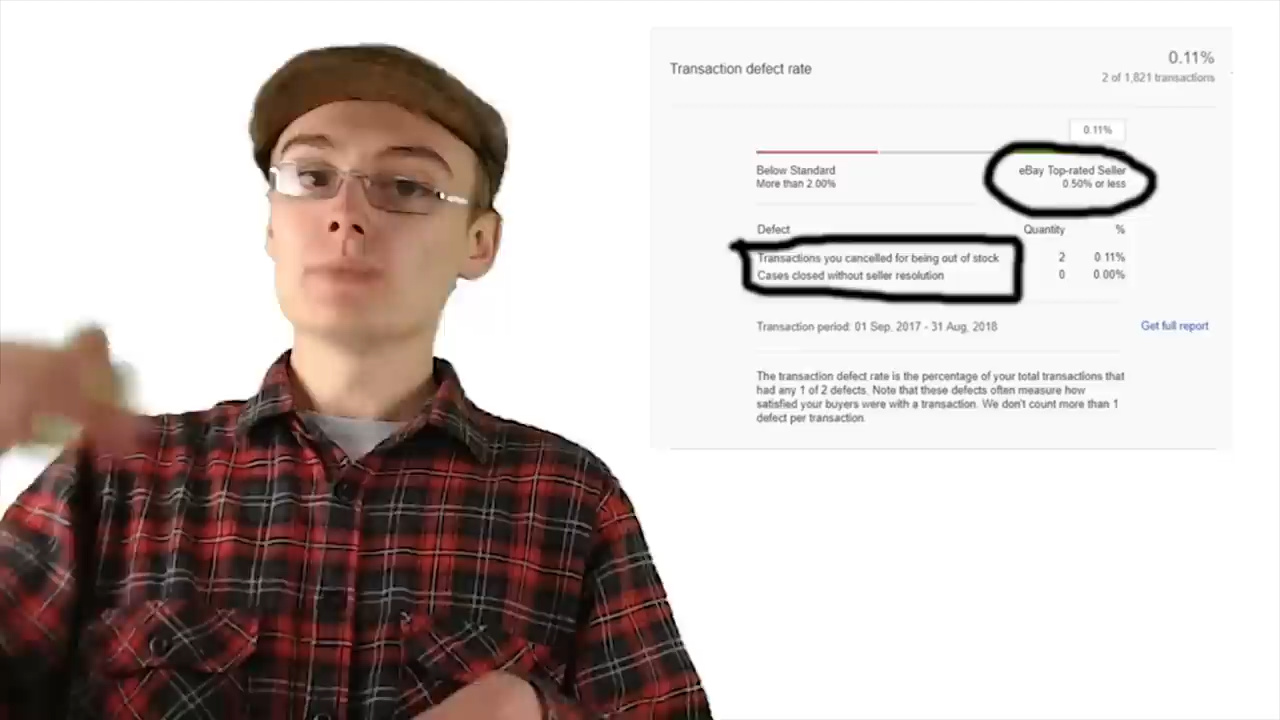 Transaction defect rate
0.11%
2 of 1,821 transactions
0.11%
Below Standard
More than 2.00%
eBay Top-rated Seller
0.50% or less
Defect Quantity %
Transactions you cancelled for being out of stock 2 0.11%
Cases closed without seller resolution 0 0.00%
Transaction period: 01 Sep, 2017 - 31 Aug, 2018
Get full report
The transaction defect rate is the percentage of your total transactions that
had any 1 of 2 defects. Note that these defects often measure how
satisfied your buyers were with a transaction. We don't count more than 1
defect per transaction.